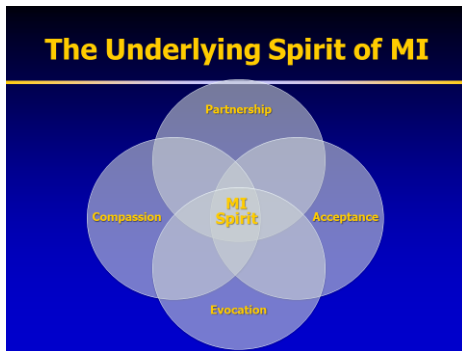 The Underlying Spirit of MI
Partnership
MI
Spirit
Compassion
Acceptance
Evocation